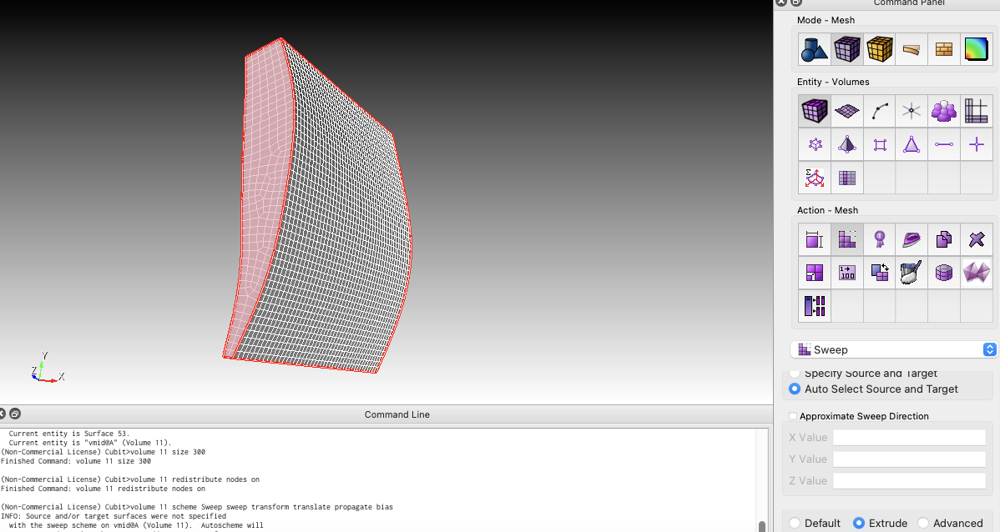 Command Panel
Mode - Mesh
Entity - Volumes
Action - Mesh
Σ
1→
100
Sweep
Specify Source and Target
Auto Select Source and Target
Approximate Sweep Direction
X Value
Y Value
Z Value
Default Extrude Advanced
Y
Z
X
Command Line
Current entity is Surface 53.
Current entity is "vmid@A" (Volume 11).
(Non-Commercial License) Cubit>volume 11 size 300
Finished Command: volume 11 size 300
(Non-Commercial License) Cubit>volume 11 redistribute nodes on
Finished Command: volume 11 redistribute nodes on
(Non-Commercial License) Cubit>volume 11 scheme Sweep sweep transform translate propagate bias
INFO: Source and/or target surfaces were not specified
with the sweep scheme on vmid@A (Volume 11). Autoscheme will